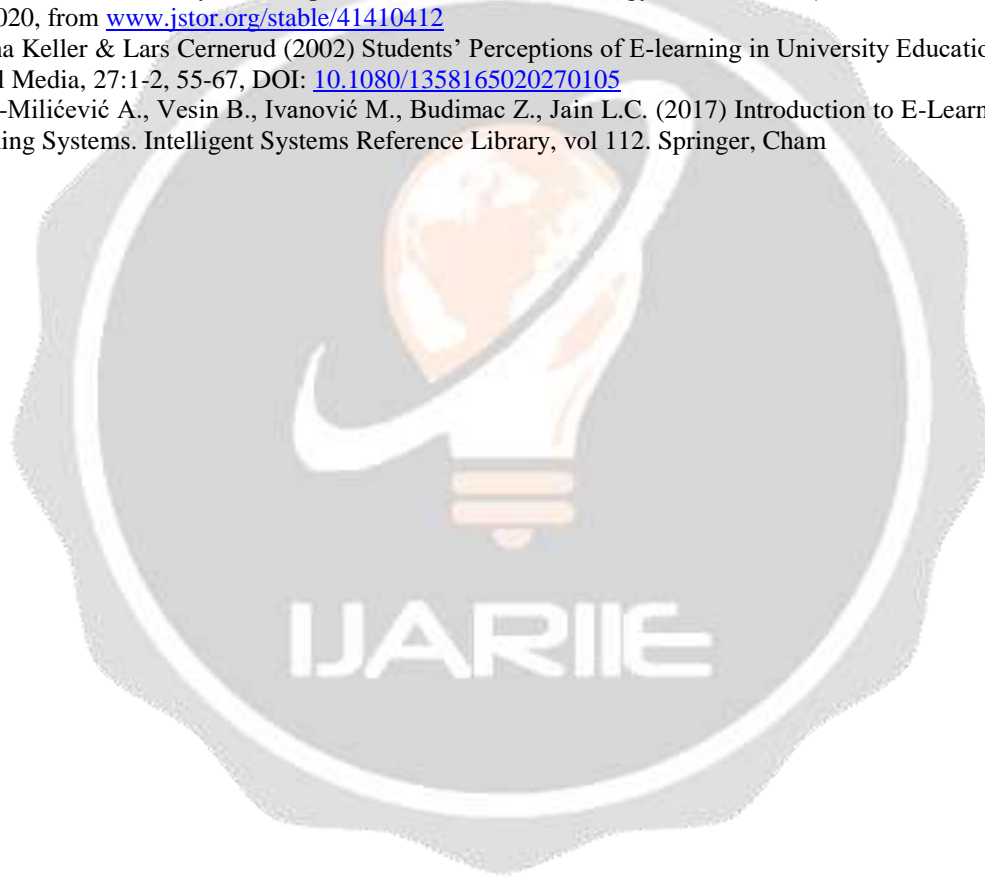 020, from www.jstor.org/stable/41410412
na Keller & Lars Cernerud (2002) Students’ Perceptions of E-learning in University Educatio
l Media, 27:1-2, 55-67, DOI: 10.1080/1358165020270105
-Milićević A., Vesin B., Ivanović M., Budimac Z., Jain L.C. (2017) Introduction to E-Learn
ing Systems. Intelligent Systems Reference Library, vol 112. Springer, Cham
IJARIIE